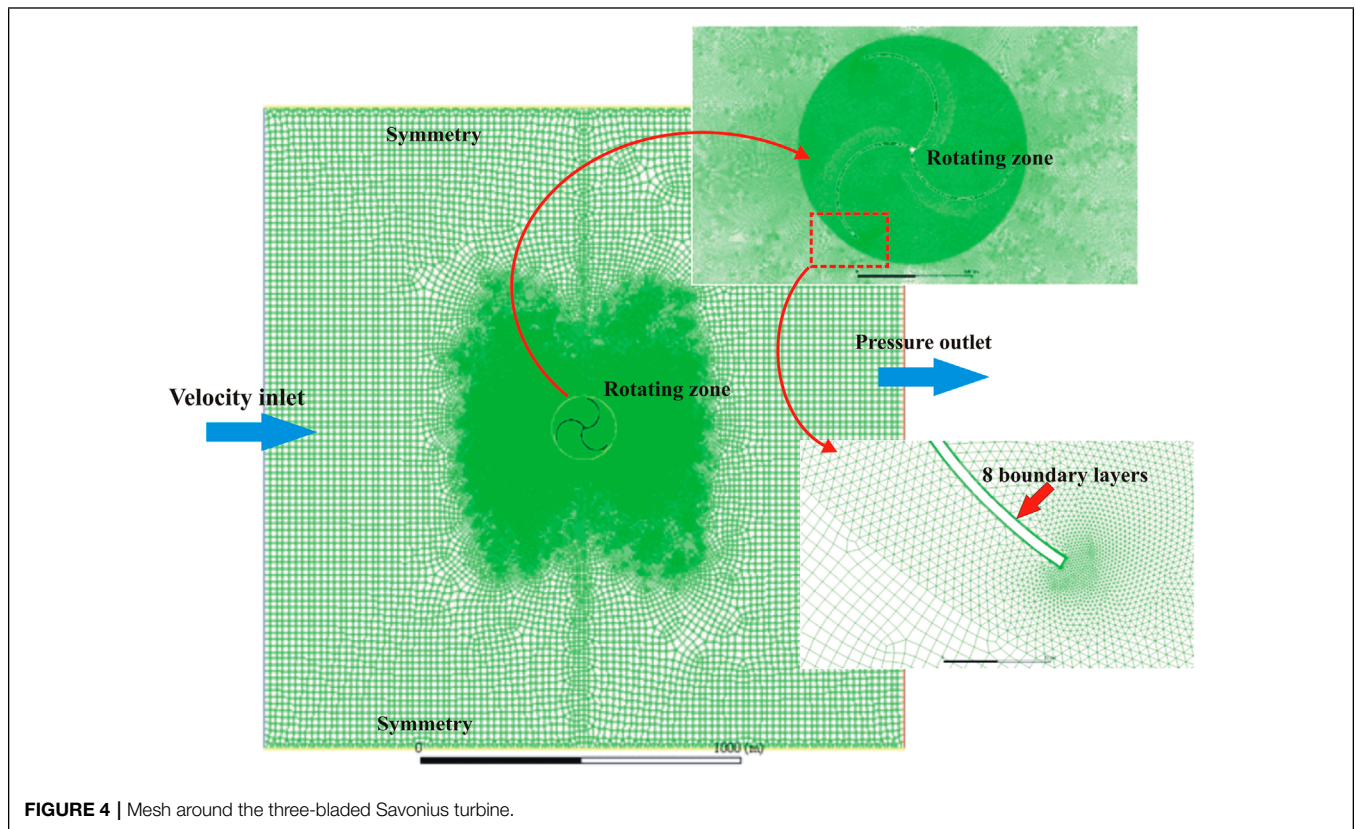 Symmetry
Rotating zone
Pressure outlet
Rotating zone
Velocity inlet
8 boundary layers
Symmetry
0
1000 (m)
FIGURE 4 | Mesh around the three-bladed Savonius turbine.